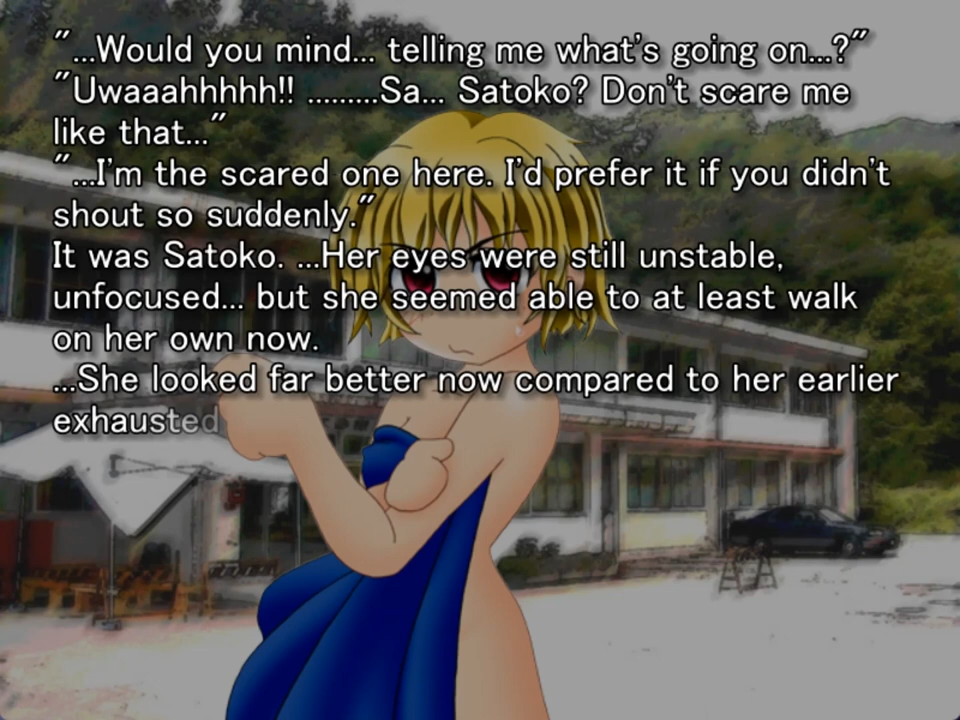 "...Would you mind... telling me what's going on...?"
"Uwaaahhhhh!! .........Sa... Satoko? Don't scare me
like that..."
"...I'm the scared one here. I'd prefer it if you didn't
shout so suddenly."
It was Satoko. ...Her eyes were still unstable,
unfocused... but she seemed able to at least walk
on her own now.
...She looked far better now compared to her earlier
exhausted